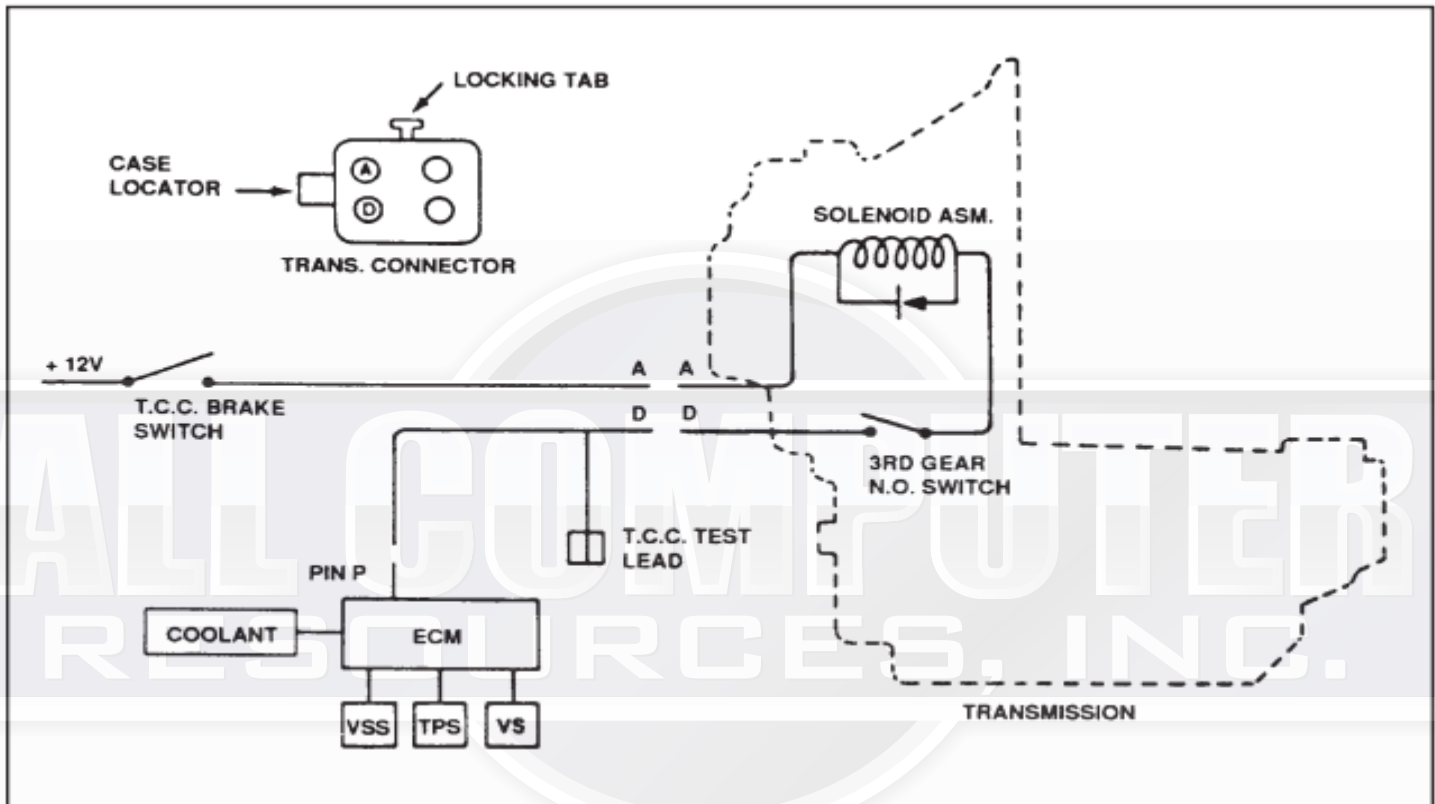 LOCKING TAB
CASE
LOCATOR
A
D
TRANS. CONNECTOR
SOLENOID ASM.
+ 12V
T.C.C. BRAKE
SWITCH
A A
D D
3RD GEAR
N.O. SWITCH
T.C.C. TEST
LEAD
PIN P
COOLANT
ECM
VSS
TPS
VS
TRANSMISSION
ALL COMPUTER
RESOURCES, INC.